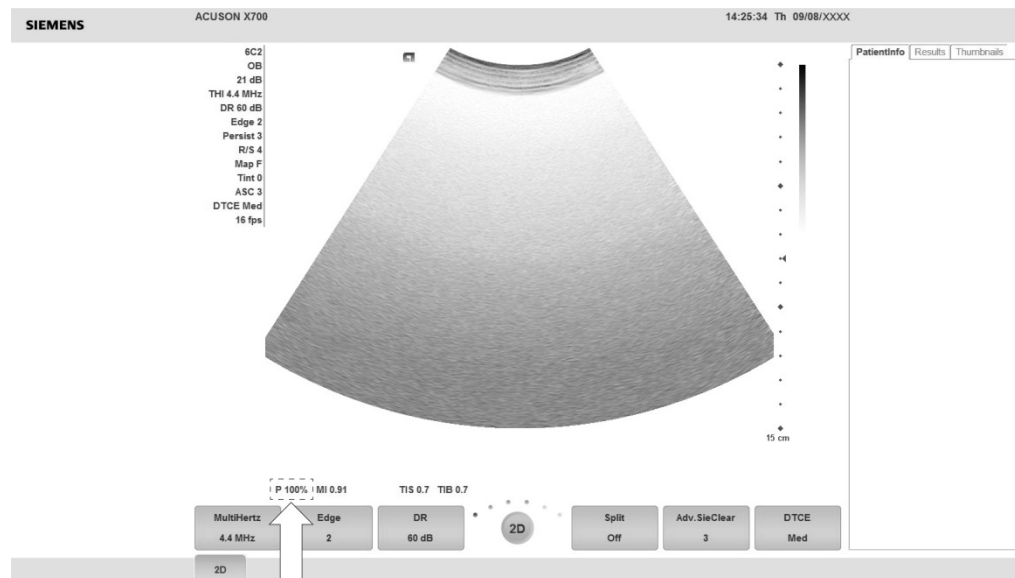 SIEMENS
ACUSON X700
14:25:34 Th 09/08/XXXX
6C2
OB
21 dB
THI 4.4 MHz
DR 60 dB
Edge 2
Persist 3
R/S 4
Map F
Tint 0
ASC 3
DTCE Med
16 fps
PatientInfo Results Thumbnails
15 cm
P 100% MI 0.91 TIS 0.7 TIB 0.7
MultiHertz Edge DR 2D Split Adv.SieClear DTCE
4.4 MHz 2 60 dB Off 3 Med
2D